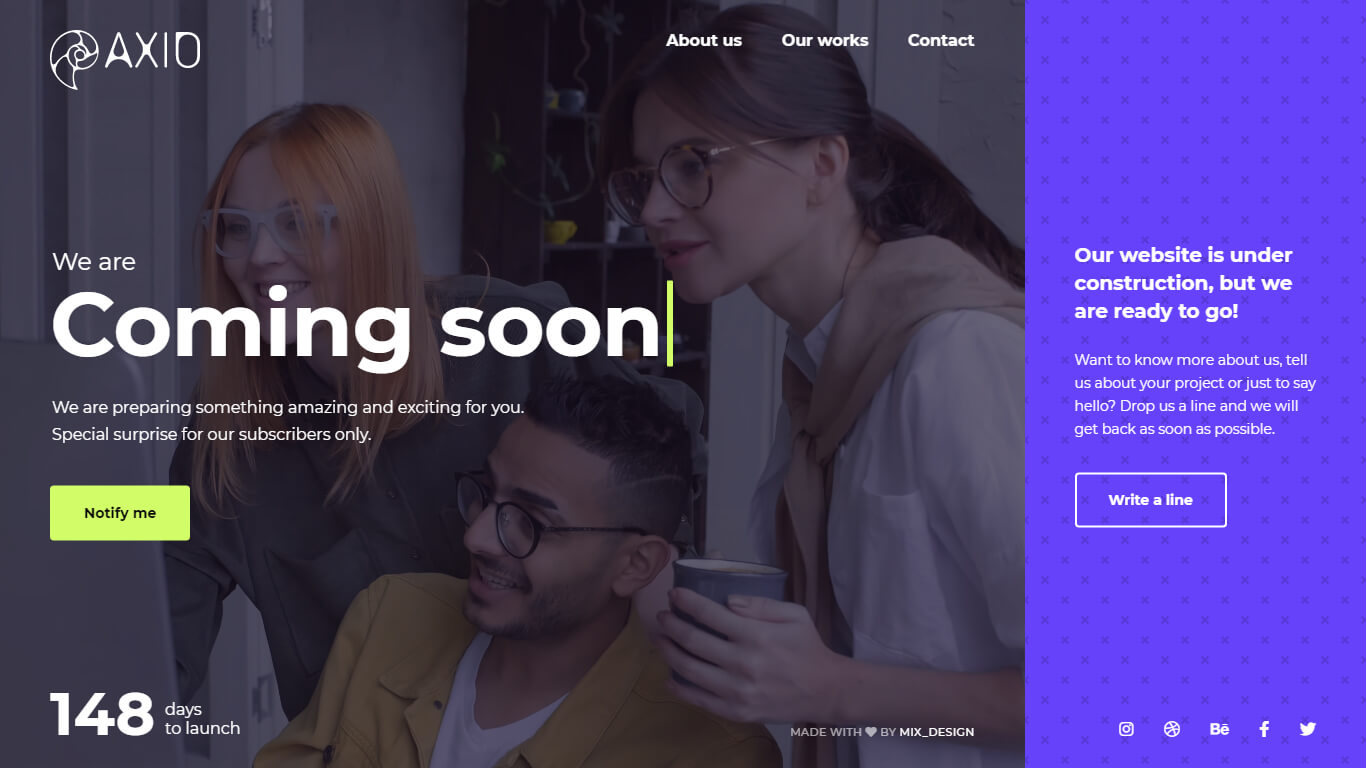 AXIO
About us Our works Contact
We are
Coming soon
We are preparing something amazing and exciting for you.
Special surprise for our subscribers only.
Notify me
148 days
to launch
MADE WITH ♥ BY MIX_DESIGN
Our website is under
construction, but we
are ready to go!
Want to know more about us, tell
us about your project or just to say
hello? Drop us a line and we will
get back as soon as possible.
Write a line
Bē